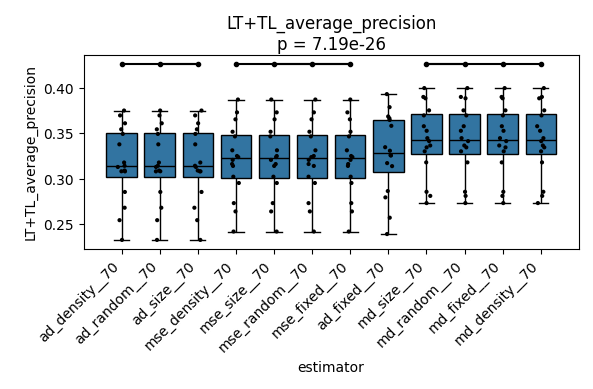 LT+TL_average_precision
p = 7.19e-26
LT+TL_average_precision
0.40
0.35
0.30
0.25
ad_density__70
ad_random__70
ad_size__70
mse_density__70
mse_size__70
mse_random__70
mse_fixed__70
ad_fixed__70
md_size__70
md_random__70
md_fixed__70
md_density__70
estimator